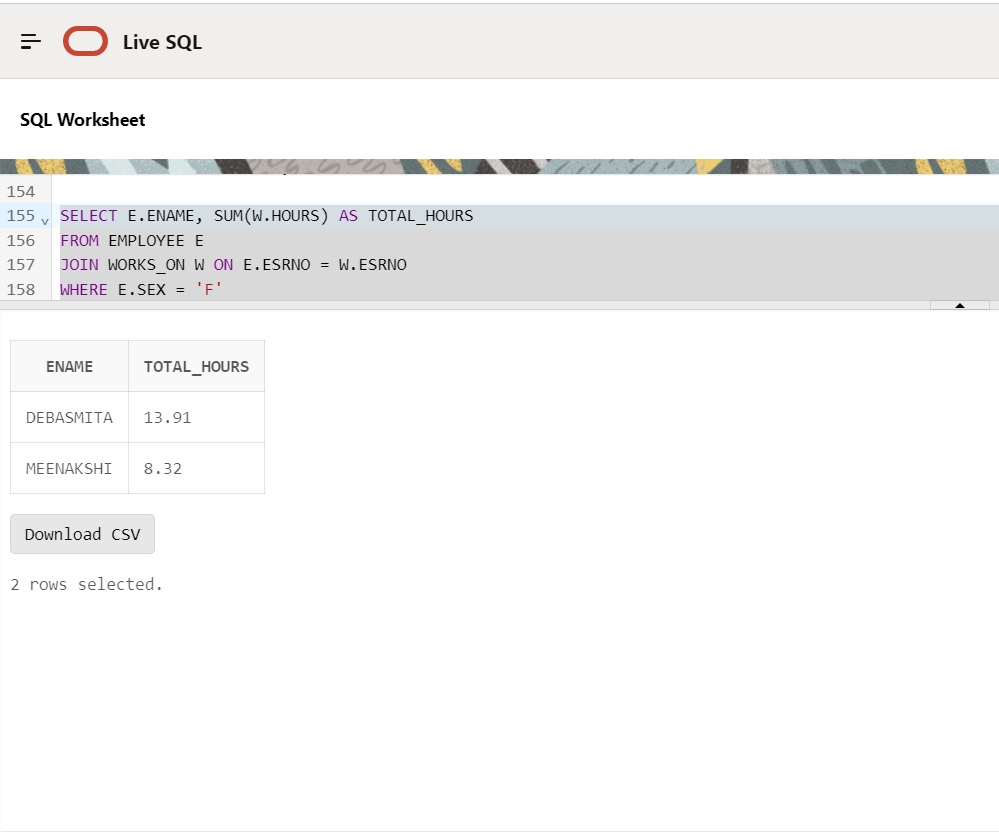 Live SQL
SQL Worksheet
154
155 SELECT E.ENAME, SUM(W.HOURS) AS TOTAL_HOURS
156 FROM EMPLOYEE E
157 JOIN WORKS_ON W ON E.ESRNO = W.ESRNO
158 WHERE E.SEX = 'F'
ENAME TOTAL_HOURS
DEBASMITA 13.91
MEENAKSHI 8.32
Download CSV
2 rows selected.